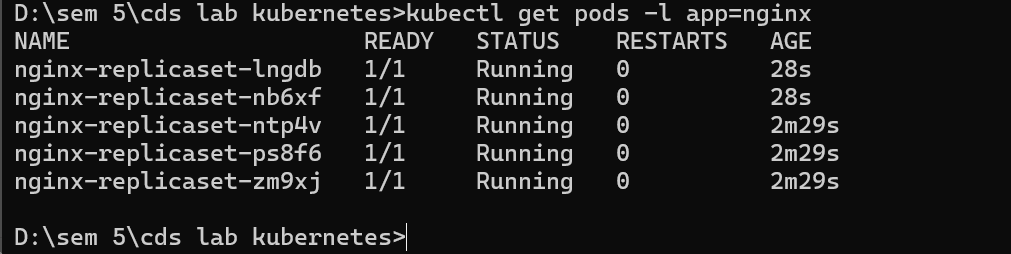 D:\sem 5\cds lab kubernetes>kubectl get pods -l app=nginx
NAME                     READY   STATUS    RESTARTS   AGE
nginx-replicaset-lngdb   1/1     Running   0          28s
nginx-replicaset-nb6xf   1/1     Running   0          28s
nginx-replicaset-ntp4v   1/1     Running   0          2m29s
nginx-replicaset-ps8f6   1/1     Running   0          2m29s
nginx-replicaset-zm9xj   1/1     Running   0          2m29s
D:\sem 5\cds lab kubernetes>